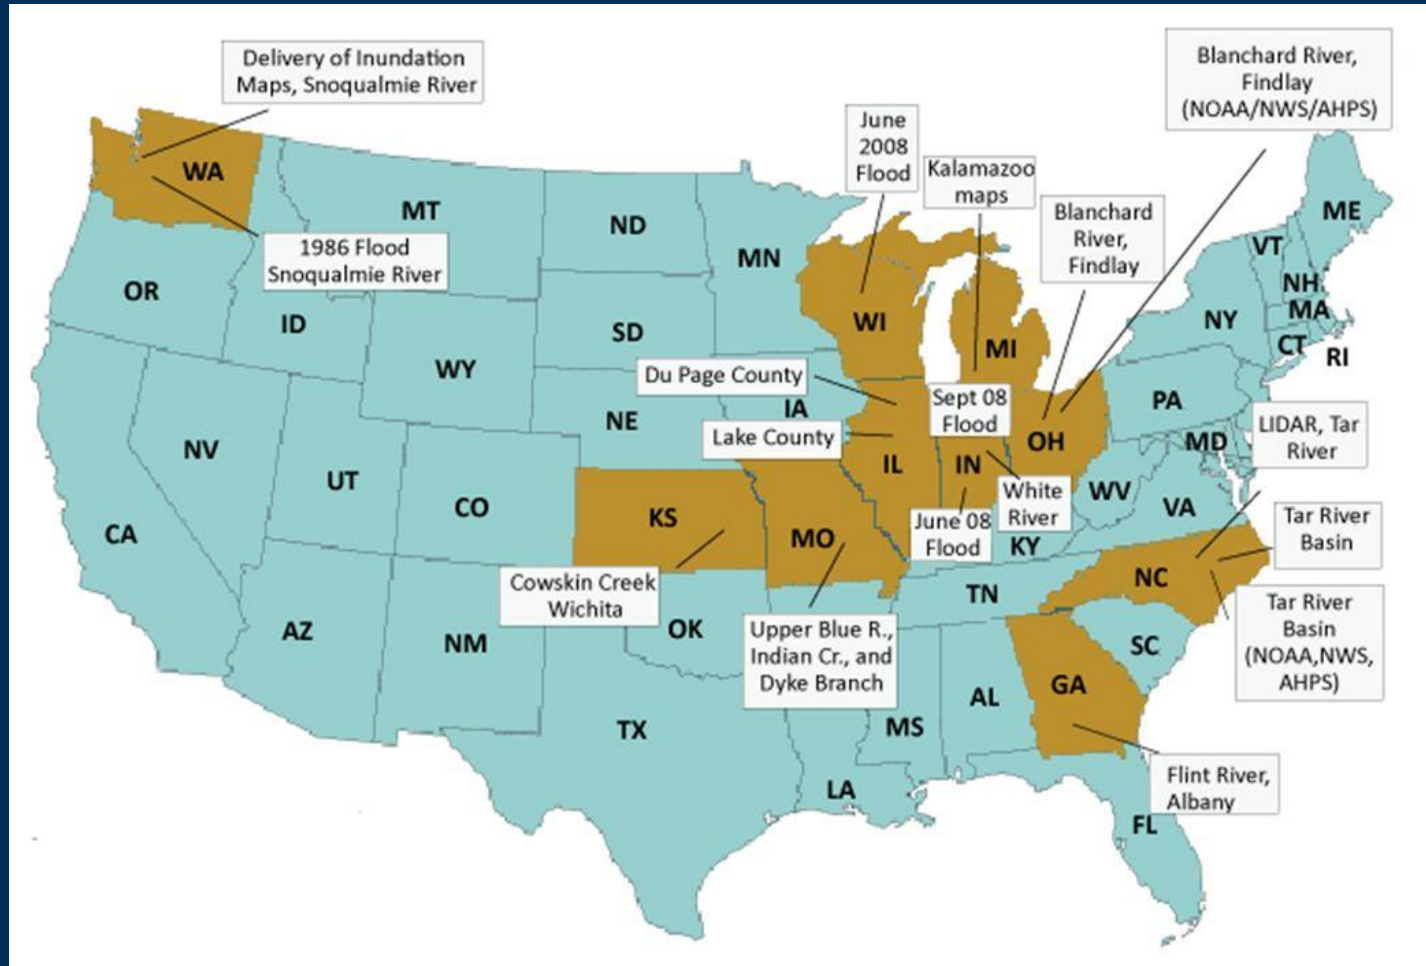 Delivery of Inundation
Maps, Snoqualmie River
Blanchard River,
Findlay
(NOAA/NWS/AHPS)
June
2008
Flood
Kalamazoo
maps
Blanchard
River,
Findlay
1986 Flood
Snoqualmie River
WA
MT
ND
MN
ME
VT
NH
MA
NY
CT
RI
OR
ID
SD
WI
MI
WY
Du Page County
IA
Sept 08
Flood
PA
NE
Lake County
OH
MD
LIDAR, Tar
River
NV
UT
CO
IL
IN
WV
VA
CA
KS
MO
White
River
June 08
Flood
KY
Tar River
Basin
Cowskin Creek
Wichita
TN
NC
Tar River
Basin
(NOAA,NWS,
AHPS)
AZ
NM
OK
Upper Blue R.,
Indian Cr., and
Dyke Branch
SC
GA
AL
MS
TX
LA
Flint River,
Albany
FL